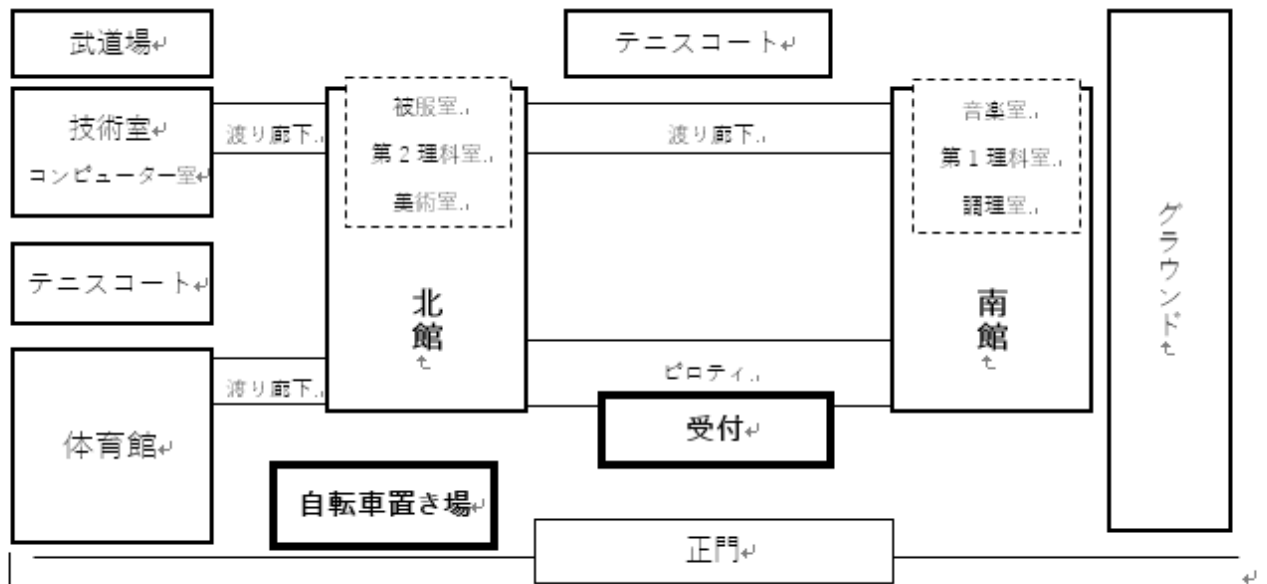 武道場
テニスコート
技術室
コンピューター室
渡り廊下
被服室
第2理科室
美術室
渡り廊下
音楽室
第1理科室
調理室
グラウンド
テニスコート
北館
南館
体育館
渡り廊下
ピロティ
受付
自転車置き場
正門